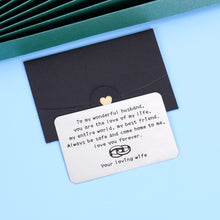 To my wonderful husband,
you are the love of my life,
my entire world, my best friend.
Always be safe and come home to me.
love you forever.
Your loving wife